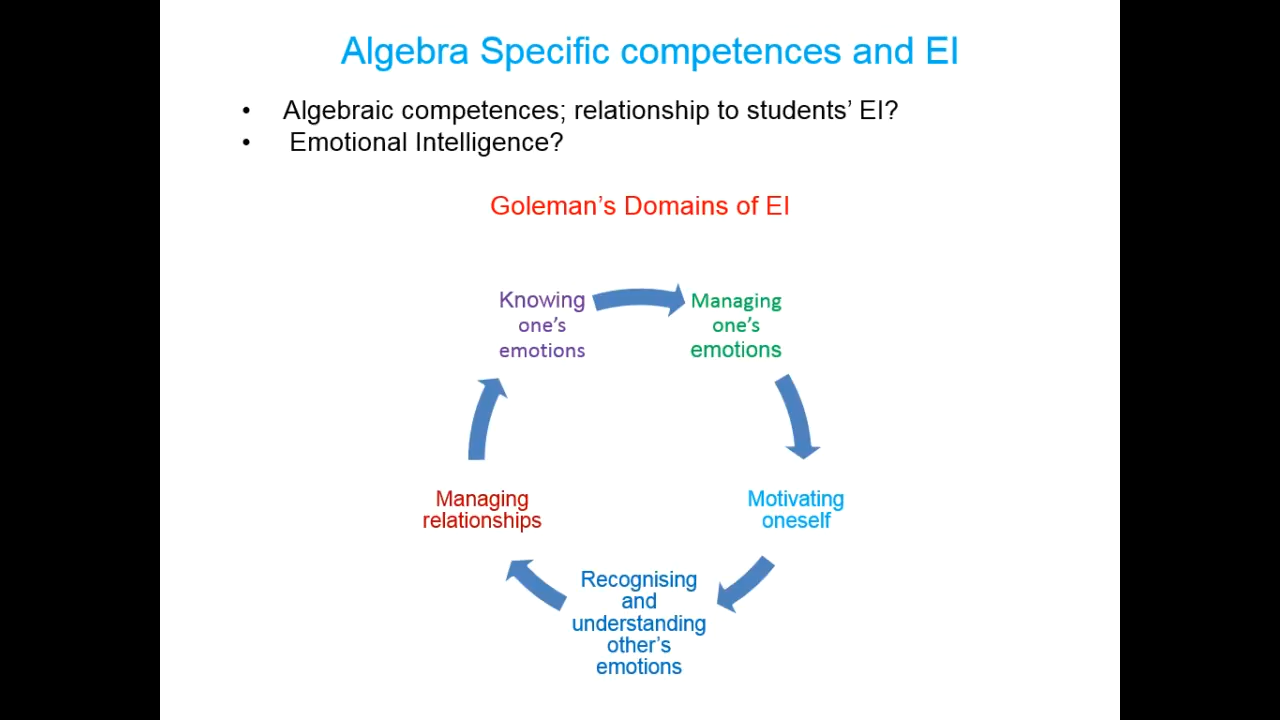 Algebra Specific competences and EI
• Algebraic competences; relationship to students’ EI?
• Emotional Intelligence?
Goleman’s Domains of EI
Knowing
one’s
emotions
Managing
one’s
emotions
Motivating
oneself
Recognising
and
understanding
other’s
emotions
Managing
relationships